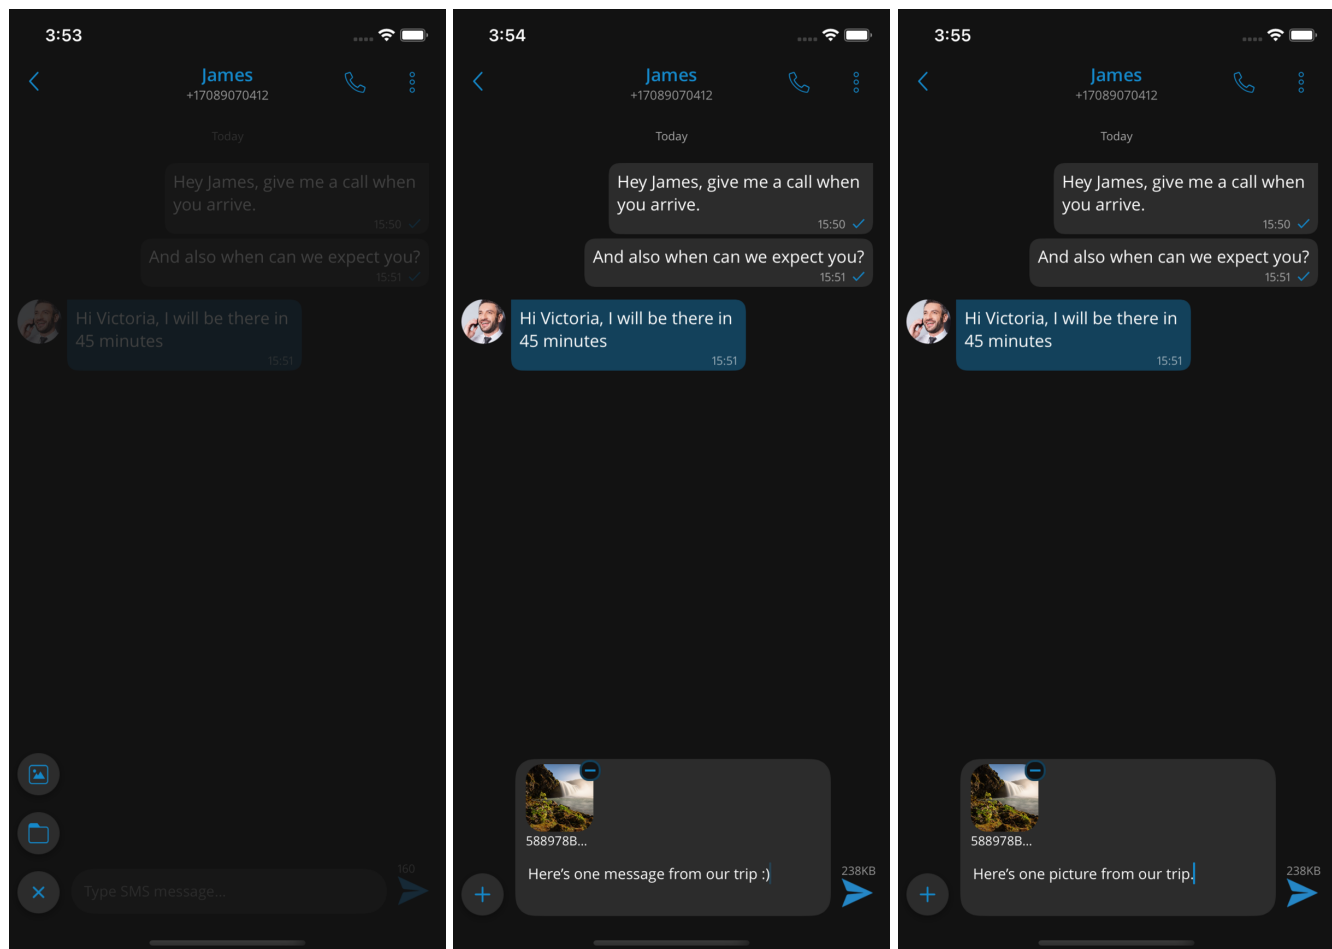 3:53
James
+17089070412
Today
Hey James, give me a call when
you arrive.
15:50
And also when can we expect you?
15:51
Hi Victoria, I will be there in
45 minutes
15:51
160
Type SMS message...
3:54
James
+17089070412
Today
Hey James, give me a call when
you arrive.
15:50
And also when can we expect you?
15:51
Hi Victoria, I will be there in
45 minutes
15:51
588978B...
Here's one message from our trip :)
238KB
3:55
James
+17089070412
Today
Hey James, give me a call when
you arrive.
15:50
And also when can we expect you?
15:51
Hi Victoria, I will be there in
45 minutes
15:51
588978B...
Here's one picture from our trip.
238KB